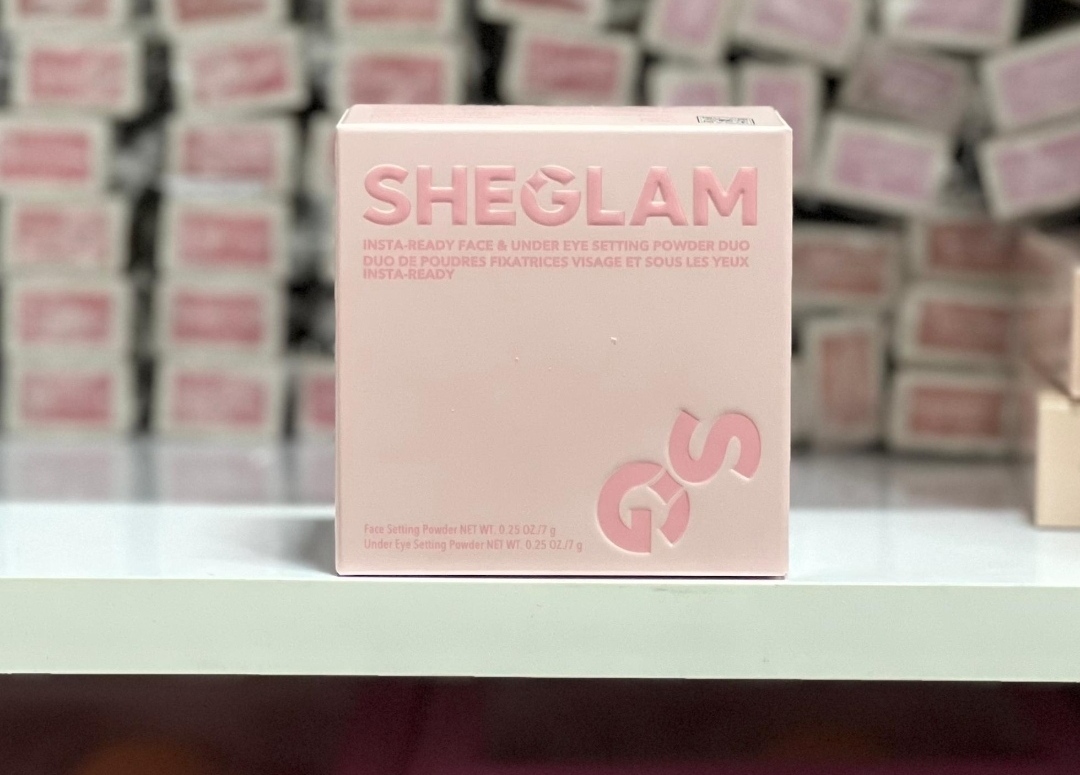 SHEGLAM
INSTA-READY FACE & UNDER EYE SETTING POWDER DUO
DUO DE POUDRES FIXATRICES VISAGE ET SOUS LES YEUX
INSTA-READY
GS
Face Setting Powder NET WT. 0.25 OZ./7 g
Under Eye Setting Powder NET WT. 0.25 OZ./7 g